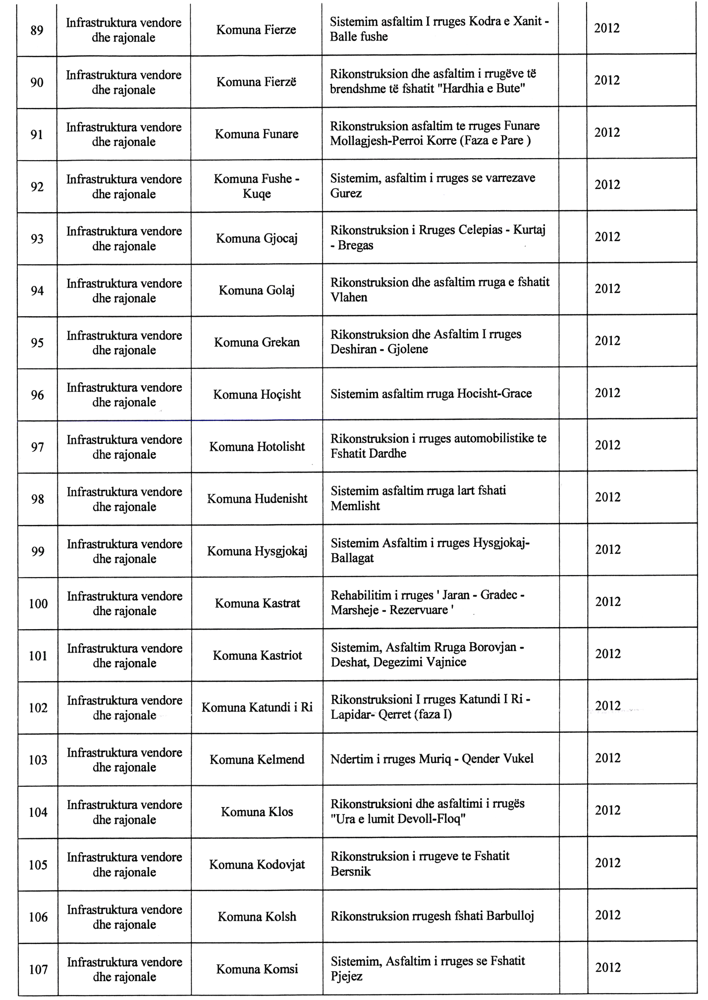 89
Infrastruktura vendore
dhe rajonale
Komuna Fierze
Sistemim asfaltim I rruges Kodra e Xanit -
Balle fushe
2012
90
Infrastruktura vendore
dhe rajonale
Komuna Fierzë
Rikonstruksion dhe asfaltim i rrugëve të
brendshme të fshatit "Hardhia e Bute"
2012
91
Infrastruktura vendore
dhe rajonale
Komuna Funare
Rikonstruksion asfaltim te rruges Funare
Mollagjesh-Perroi Korre (Faza e Pare )
2012
92
Infrastruktura vendore
dhe rajonale
Komuna Fushe -
Kuqe
Sistemim, asfaltim i rruges se varrezave
Gurez
2012
93
Infrastruktura vendore
dhe rajonale
Komuna Gjocaj
Rikonstruksion i Rruges Celepias - Kurtaj
- Bregas
2012
94
Infrastruktura vendore
dhe rajonale
Komuna Golaj
Rikonstruksion dhe asfaltim rruga e fshatit
Vlahen
2012
95
Infrastruktura vendore
dhe rajonale
Komuna Grekan
Rikonstruksion dhe Asfaltim I rruges
Deshiran - Gjolene
2012
96
Infrastruktura vendore
dhe rajonale
Komuna Hoçisht
Sistemim asfaltim rruga Hocisht-Grace
2012
97
Infrastruktura vendore
dhe rajonale
Komuna Hotolisht
Rikonstruksion i rruges automobilistike te
Fshatit Dardhe
2012
98
Infrastruktura vendore
dhe rajonale
Komuna Hudenisht
Sistemim asfaltim rruga lart fshati
Memlisht
2012
99
Infrastruktura vendore
dhe rajonale
Komuna Hysgjokaj
Sistemim Asfaltim i rruges Hysgjokaj-
Ballagat
2012
100
Infrastruktura vendore
dhe rajonale
Komuna Kastrat
Rehabilitim i rruges ' Jaran - Gradec -
Marsheje - Rezervuare '
2012
101
Infrastruktura vendore
dhe rajonale
Komuna Kastriot
Sistemim, Asfaltim Rruga Borovjan -
Deshat, Degezimi Vajnice
2012
102
Infrastruktura vendore
dhe rajonale
Komuna Katundi i Ri
Rikonstruksioni I rruges Katundi I Ri -
Lapidar- Qerret (faza I)
2012
103
Infrastruktura vendore
dhe rajonale
Komuna Kelmend
Ndertim i rruges Muriq - Qender Vukel
2012
104
Infrastruktura vendore
dhe rajonale
Komuna Klos
Rikonstruksioni dhe asfaltimi i rrugës
"Ura e lumit Devoll-Floq"
2012
105
Infrastruktura vendore
dhe rajonale
Komuna Kodovjat
Rikonstruksion i rrugeve te Fshatit
Bersnik
2012
106
Infrastruktura vendore
dhe rajonale
Komuna Kolsh
Rikonstruksion rrugesh fshati Barbulloj
2012
107
Infrastruktura vendore
dhe rajonale
Komuna Komsi
Sistemim, Asfaltim i rruges se Fshatit
Pjejez
2012